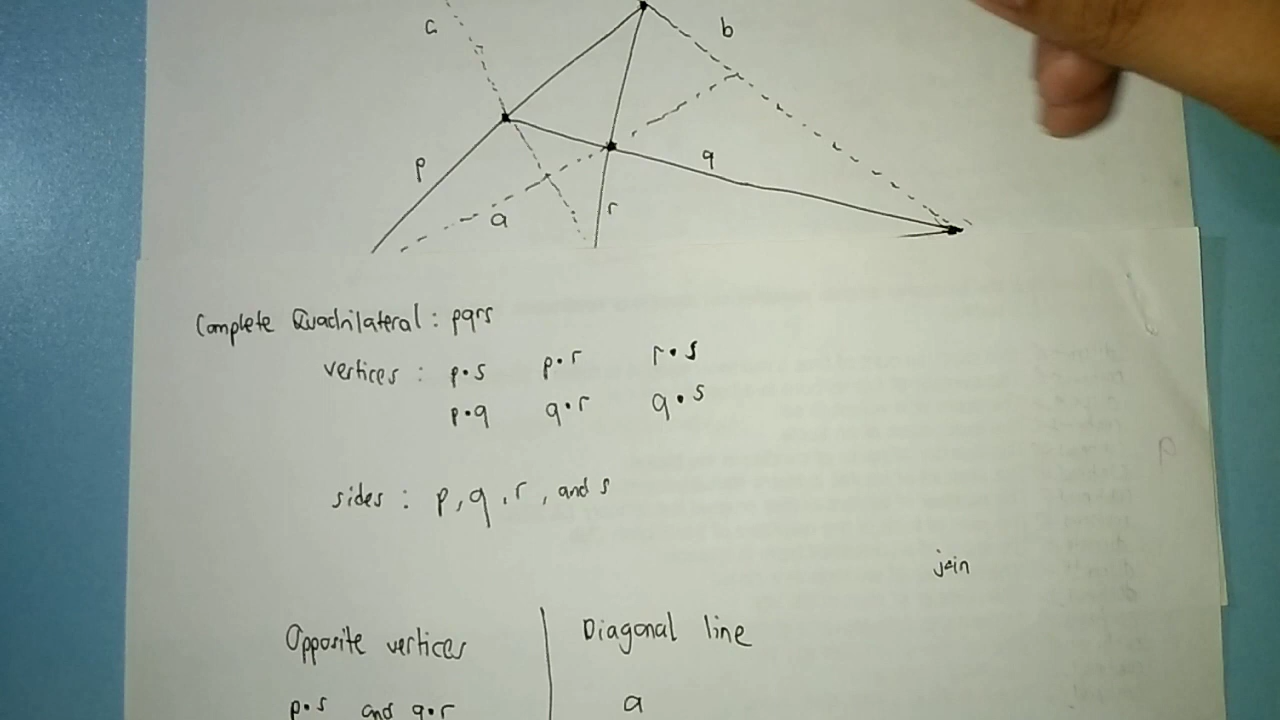 c
b
p
q
a
r
Complete Quadrilateral : pqrs
vertices : p•s p•r r•s
p•q q•r q•s
sides : p, q, r, and s
join
Opposite vertices Diagonal line
p•s and q•r a